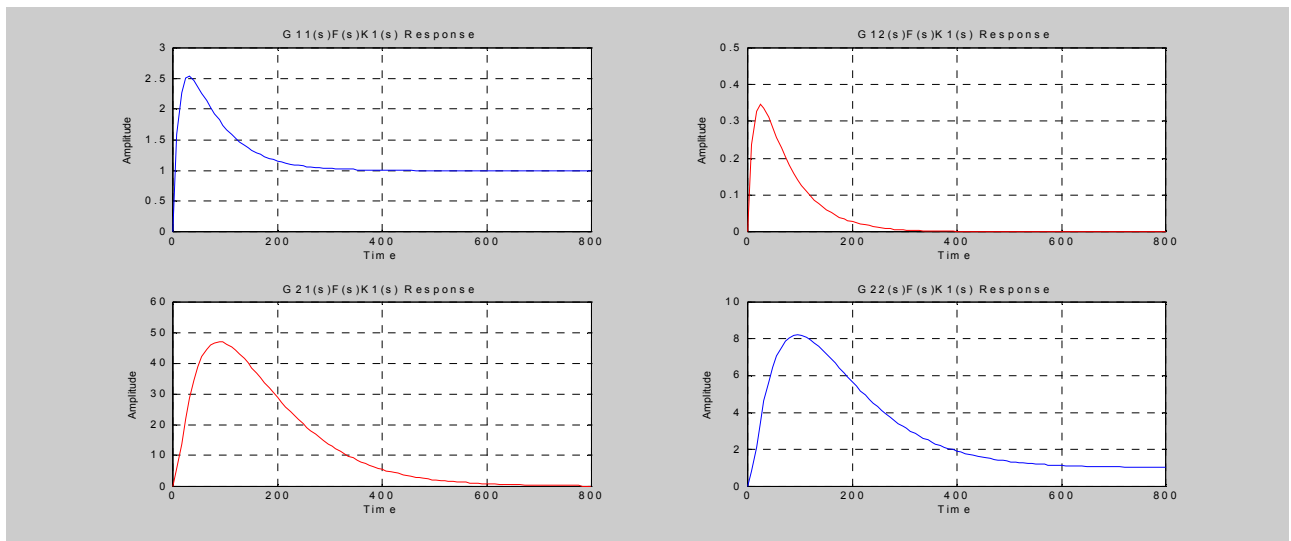 G11(s)F(s)K1(s) Response
3
2.5
2
1.5
1
0.5
0
Amplitude
0 200 400 600 800
Time
G12(s)F(s)K1(s) Response
0.5
0.4
0.3
0.2
0.1
0
Amplitude
0 200 400 600 800
Time
G21(s)F(s)K1(s) Response
60
50
40
30
20
10
0
Amplitude
0 200 400 600 800
Time
G22(s)F(s)K1(s) Response
10
8
6
4
2
0
Amplitude
0 200 400 600 800
Time